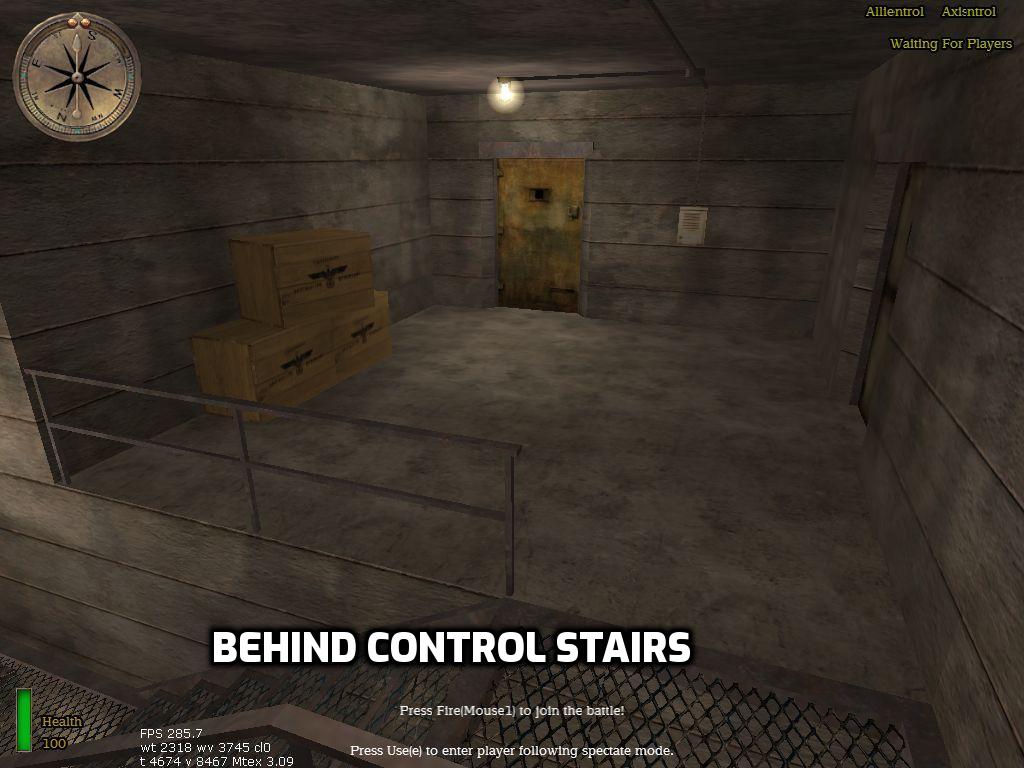 Allientrol Axisntrol
Waiting For Players
S
E
N
BEHIND CONTROL STAIRS
Press Fire(Mouse1) to join the battle!
Health
100
FPS 285.7
wt 2318 wv 3745 cl0
t 4674 v 8467 Mtex 3.09
Press Use(e) to enter player following spectate mode.